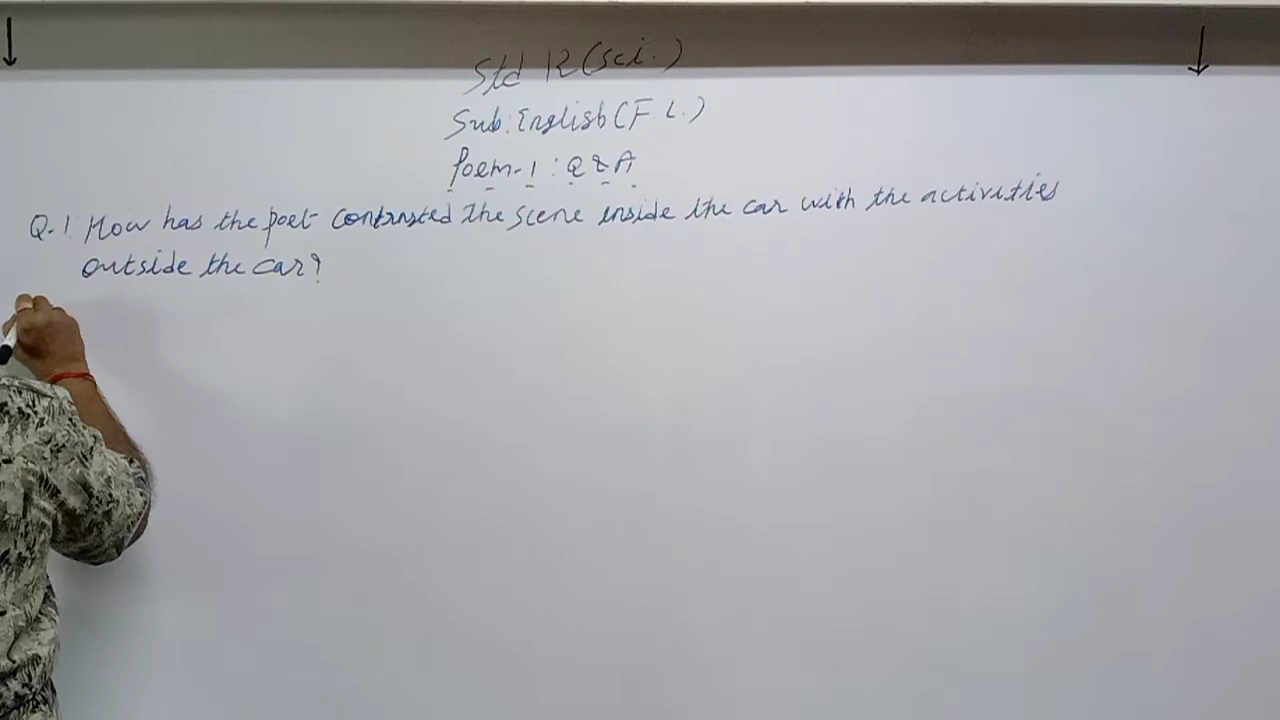 Std 12 (Sci.)
Sub: English (F L.)
Poem-1 : Q & A
Q.1. How has the poet contrasted the scene inside the car with the activities
outside the car?